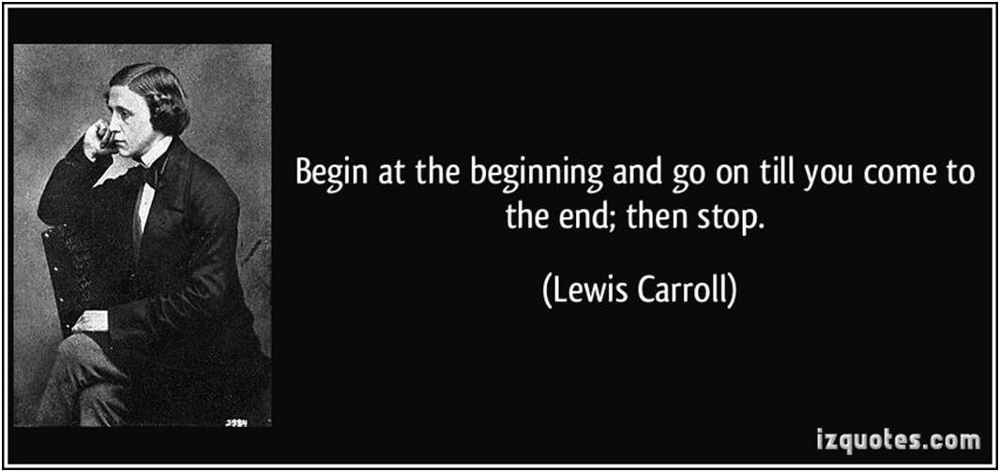 Begin at the beginning and go on till you come to
the end; then stop.
(Lewis Carroll)
2984
izquotes.com